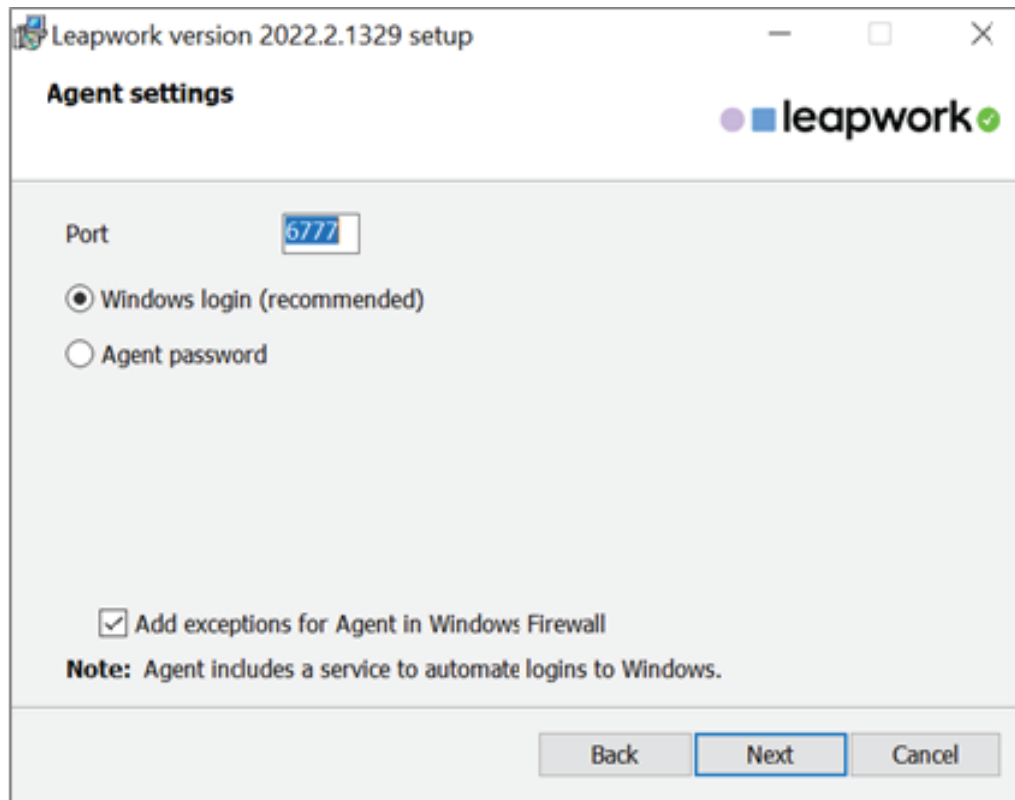 Leapwork version 2022.2.1329 setup
Agent settings
leapwork
Port 6777
Windows login (recommended)
Agent password
Add exceptions for Agent in Windows Firewall
Note: Agent includes a service to automate logins to Windows.
Back Next Cancel